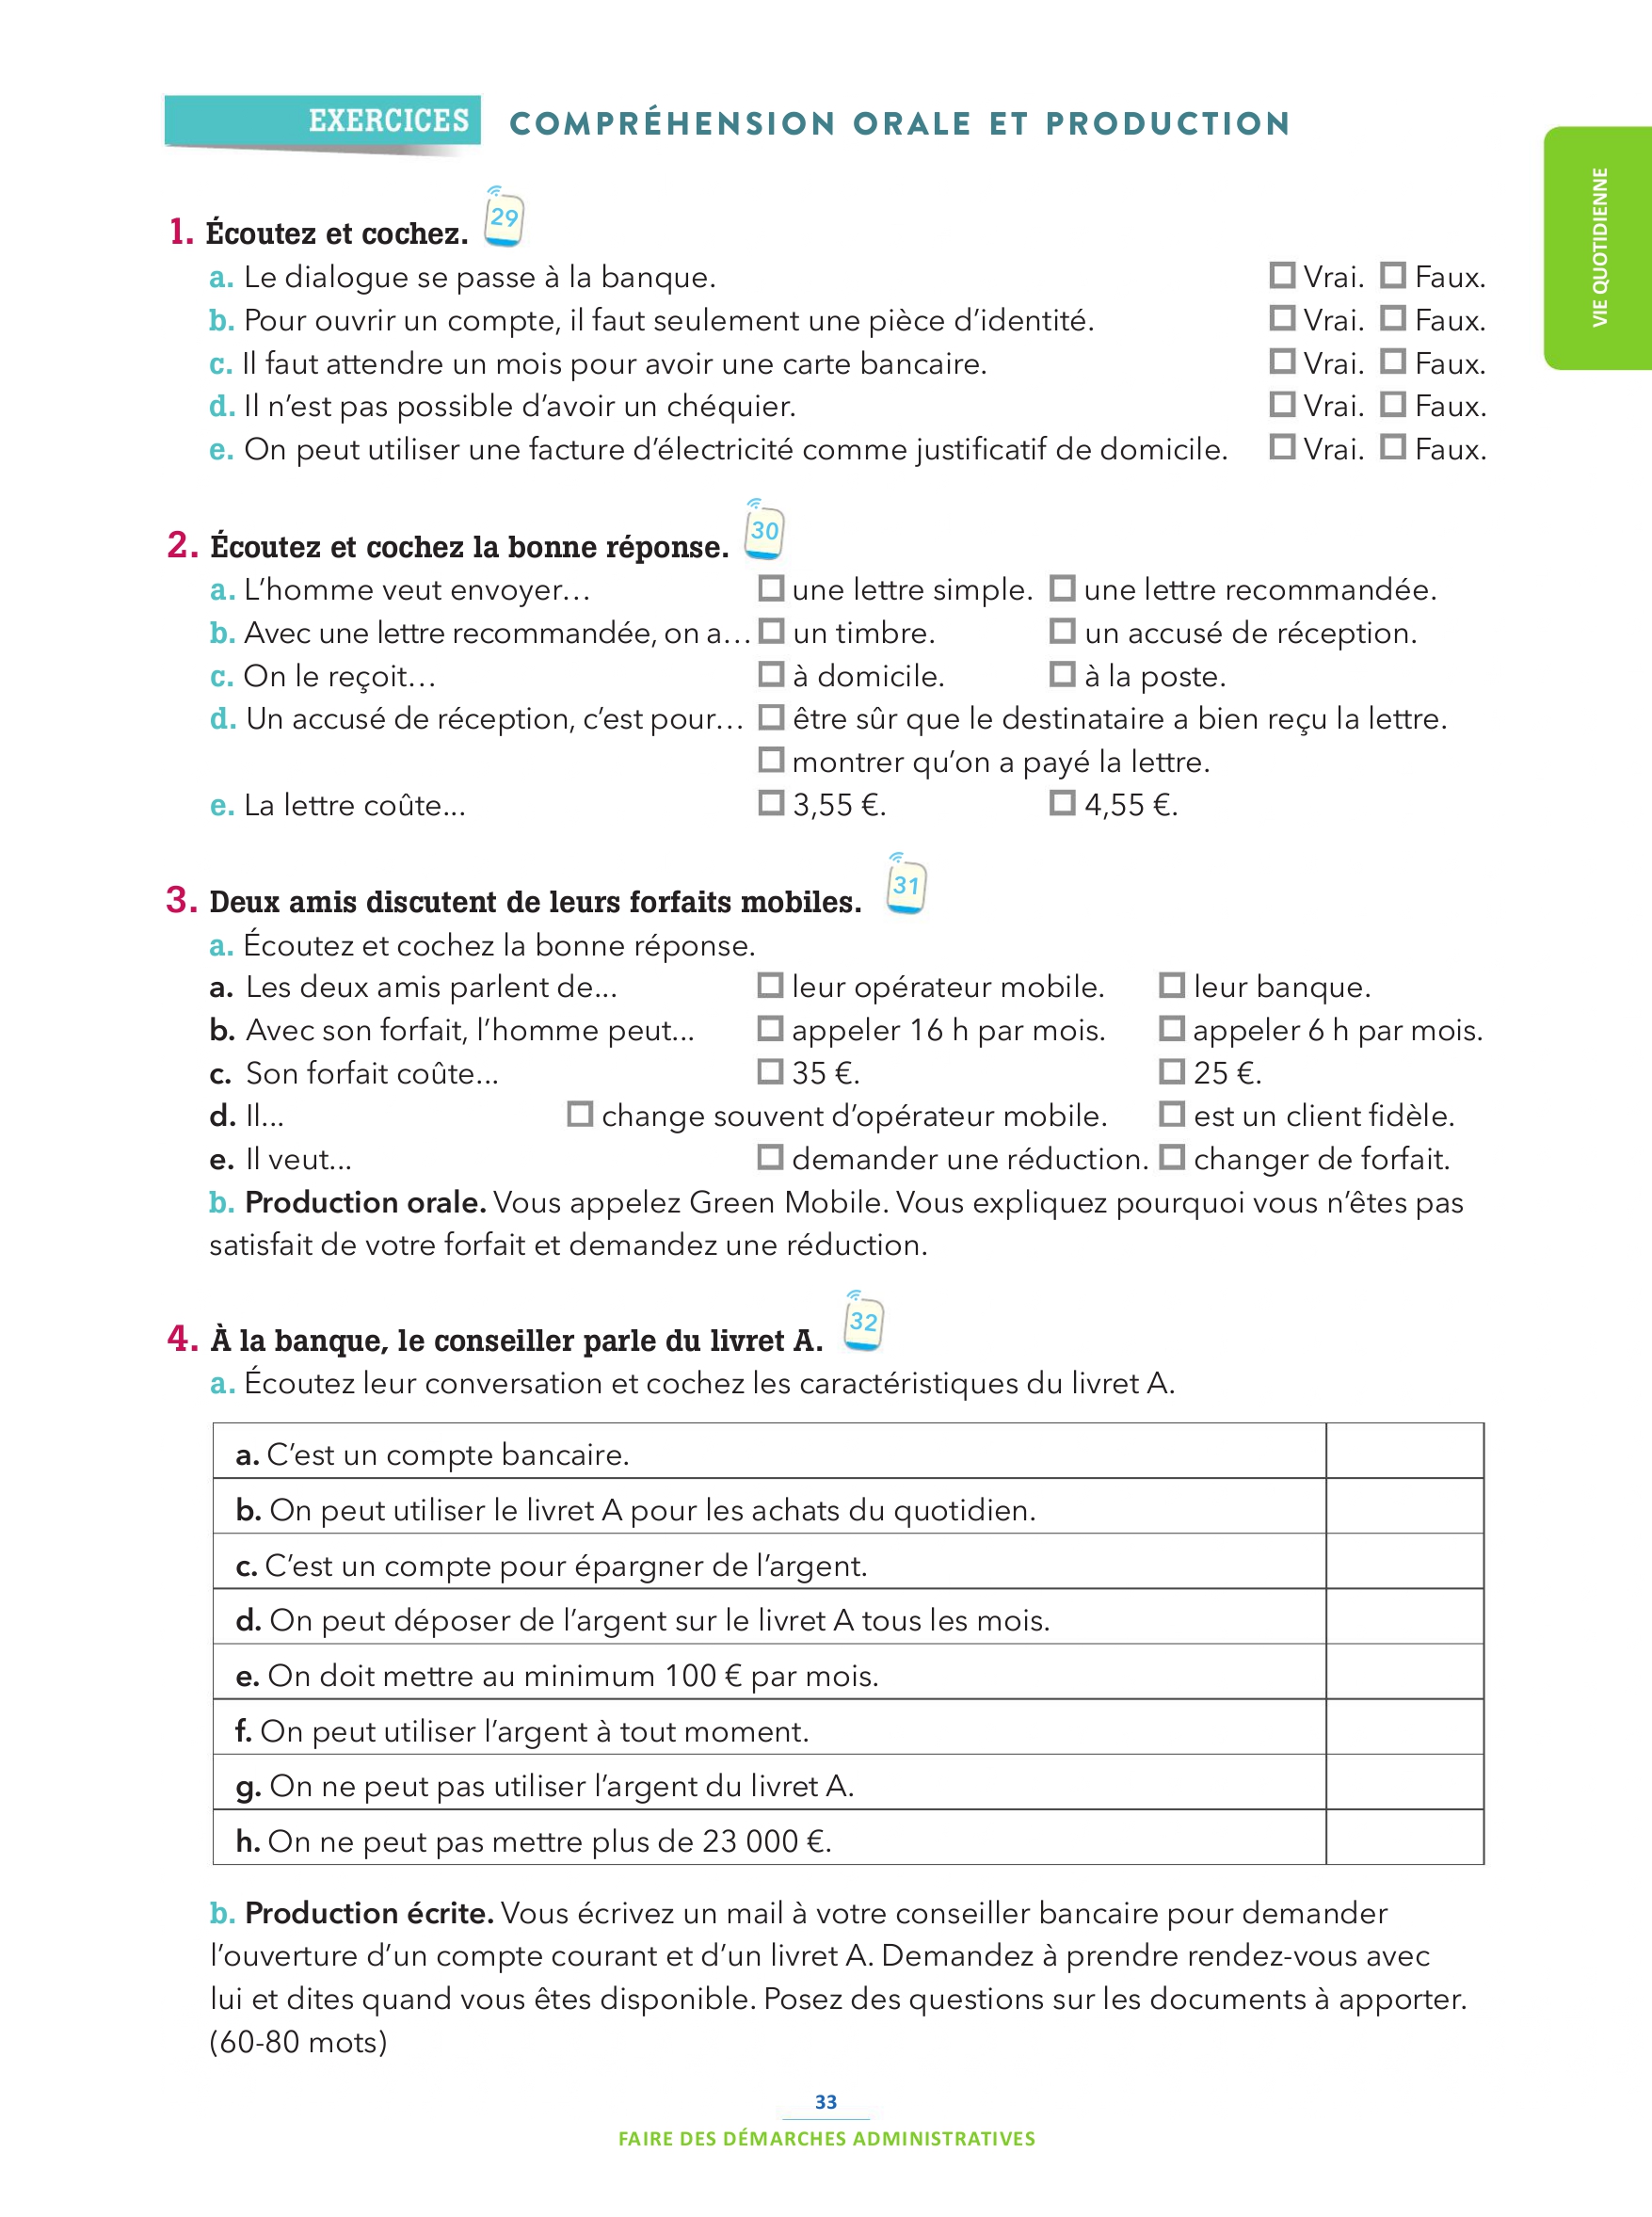 EXERCICES COMPRÉHENSION ORALE ET PRODUCTION
VIE QUOTIDIENNE
1. Écoutez et cochez. 29
a. Le dialogue se passe à la banque. ☐ Vrai. ☐ Faux.
b. Pour ouvrir un compte, il faut seulement une pièce d’identité. ☐ Vrai. ☐ Faux.
c. Il faut attendre un mois pour avoir une carte bancaire. ☐ Vrai. ☐ Faux.
d. Il n’est pas possible d’avoir un chéquier. ☐ Vrai. ☐ Faux.
e. On peut utiliser une facture d’électricité comme justificatif de domicile. ☐ Vrai. ☐ Faux.
2. Écoutez et cochez la bonne réponse. 30
a. L’homme veut envoyer… ☐ une lettre simple. ☐ une lettre recommandée.
b. Avec une lettre recommandée, on a… ☐ un timbre. ☐ un accusé de réception.
c. On le reçoit… ☐ à domicile. ☐ à la poste.
d. Un accusé de réception, c’est pour… ☐ être sûr que le destinataire a bien reçu la lettre.
☐ montrer qu’on a payé la lettre.
e. La lettre coûte... ☐ 3,55 €. ☐ 4,55 €.
3. Deux amis discutent de leurs forfaits mobiles. 31
a. Écoutez et cochez la bonne réponse.
a. Les deux amis parlent de... ☐ leur opérateur mobile. ☐ leur banque.
b. Avec son forfait, l’homme peut... ☐ appeler 16 h par mois. ☐ appeler 6 h par mois.
c. Son forfait coûte... ☐ 35 €. ☐ 25 €.
d. Il... ☐ change souvent d’opérateur mobile. ☐ est un client fidèle.
e. Il veut... ☐ demander une réduction. ☐ changer de forfait.
b. Production orale. Vous appelez Green Mobile. Vous expliquez pourquoi vous n’êtes pas
satisfait de votre forfait et demandez une réduction.
4. À la banque, le conseiller parle du livret A. 32
a. Écoutez leur conversation et cochez les caractéristiques du livret A.
a. C’est un compte bancaire.
b. On peut utiliser le livret A pour les achats du quotidien.
c. C’est un compte pour épargner de l’argent.
d. On peut déposer de l’argent sur le livret A tous les mois.
e. On doit mettre au minimum 100 € par mois.
f. On peut utiliser l’argent à tout moment.
g. On ne peut pas utiliser l’argent du livret A.
h. On ne peut pas mettre plus de 23 000 €.
b. Production écrite. Vous écrivez un mail à votre conseiller bancaire pour demander
l’ouverture d’un compte courant et d’un livret A. Demandez à prendre rendez-vous avec
lui et dites quand vous êtes disponible. Posez des questions sur les documents à apporter.
(60-80 mots)
33
FAIRE DES DÉMARCHES ADMINISTRATIVES